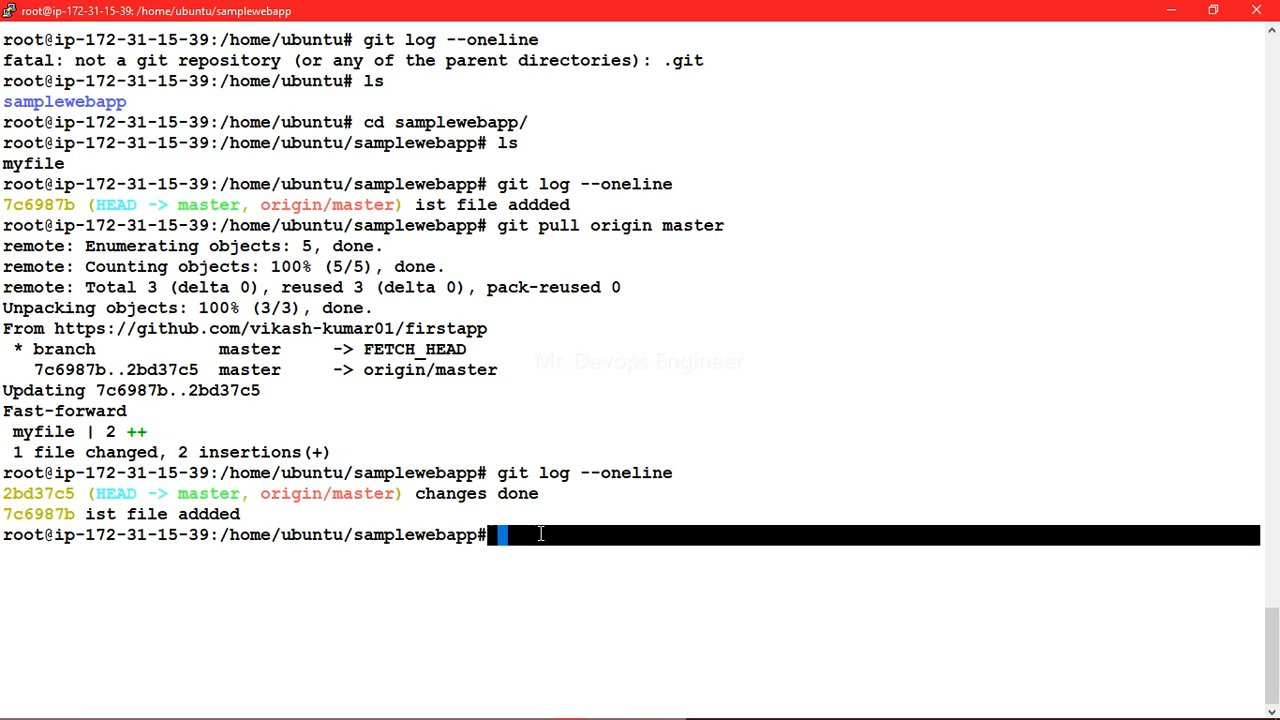 root@ip-172-31-15-39: /home/ubuntu/samplewebapp
root@ip-172-31-15-39:/home/ubuntu# git log --oneline
fatal: not a git repository (or any of the parent directories): .git
root@ip-172-31-15-39:/home/ubuntu# ls
samplewebapp
root@ip-172-31-15-39:/home/ubuntu# cd samplewebapp/
root@ip-172-31-15-39:/home/ubuntu/samplewebapp# ls
myfile
root@ip-172-31-15-39:/home/ubuntu/samplewebapp# git log --oneline
7c6987b (HEAD -> master, origin/master) ist file addded
root@ip-172-31-15-39:/home/ubuntu/samplewebapp# git pull origin master
remote: Enumerating objects: 5, done.
remote: Counting objects: 100% (5/5), done.
remote: Total 3 (delta 0), reused 3 (delta 0), pack-reused 0
Unpacking objects: 100% (3/3), done.
From https://github.com/vikash-kumar01/firstapp
 * branch            master     -> FETCH_HEAD
Mr. Devops Engineer
   7c6987b..2bd37c5  master     -> origin/master
Updating 7c6987b..2bd37c5
Fast-forward
 myfile | 2 ++
 1 file changed, 2 insertions(+)
root@ip-172-31-15-39:/home/ubuntu/samplewebapp# git log --oneline
2bd37c5 (HEAD -> master, origin/master) changes done
7c6987b ist file addded
root@ip-172-31-15-39:/home/ubuntu/samplewebapp#